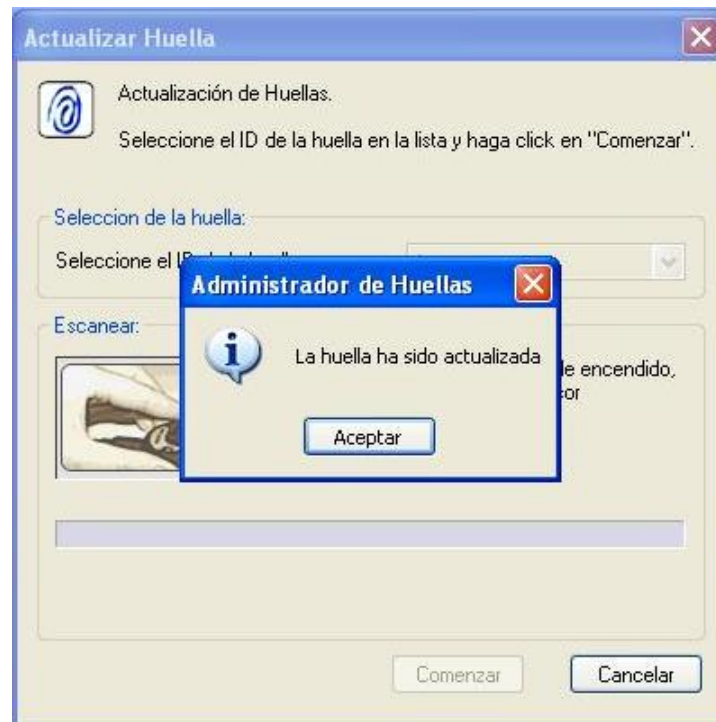 Actualizar Huella
Actualización de Huellas.
Seleccione el ID de la huella en la lista y haga click en "Comenzar".
Seleccion de la huella:
Seleccione el
Administrador de Huellas
Escanear:
La huella ha sido actualizada
encendido,
Aceptar
Comenzar
Cancelar